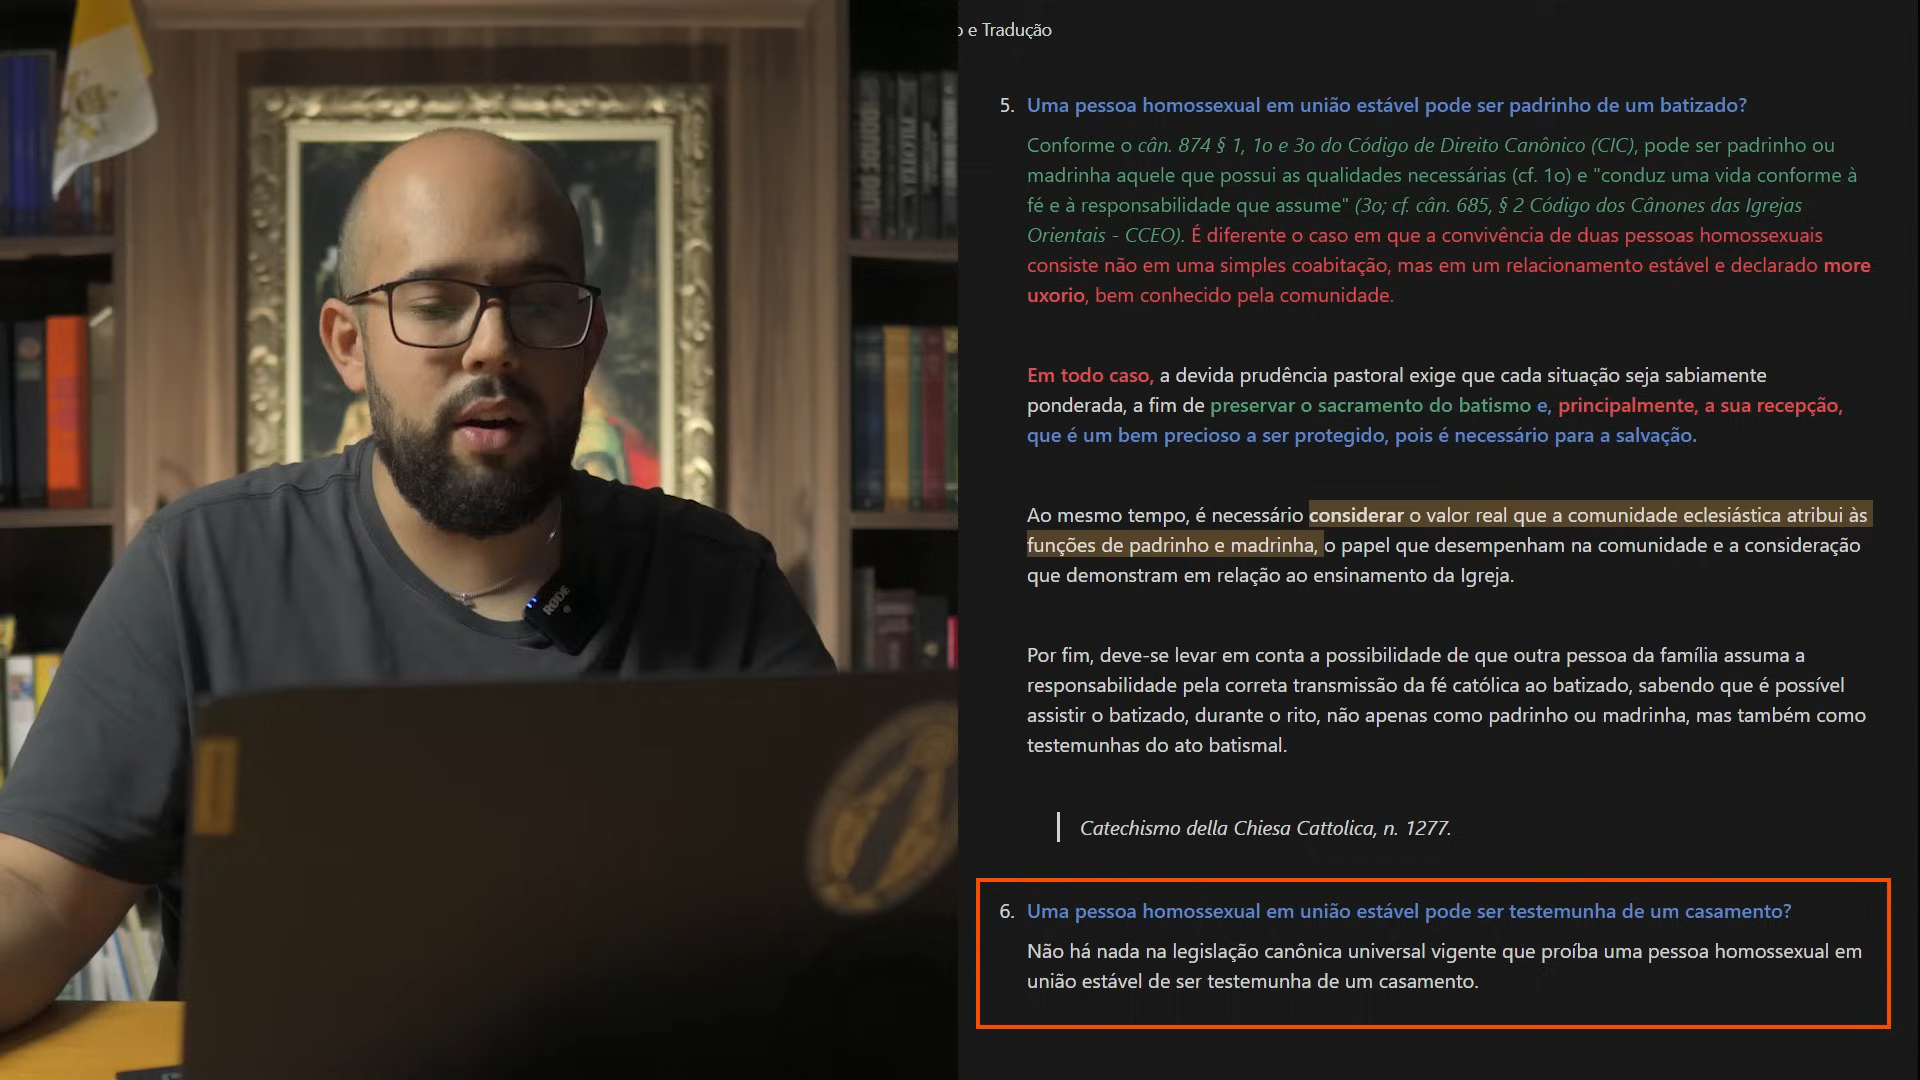 o e Tradução
5. Uma pessoa homossexual em união estável pode ser padrinho de um batizado?
Conforme o cân. 874 § 1, 1o e 3o do Código de Direito Canônico (CIC), pode ser padrinho ou
madrinha aquele que possui as qualidades necessárias (cf. 1o) e "conduz uma vida conforme à
fé e à responsabilidade que assume" (3o; cf. cân. 685, § 2 Código dos Cânones das Igrejas
Orientais - CCEO). É diferente o caso em que a convivência de duas pessoas homossexuais
consiste não em uma simples coabitação, mas em um relacionamento estável e declarado more
uxorio, bem conhecido pela comunidade.
Em todo caso, a devida prudência pastoral exige que cada situação seja sabiamente
ponderada, a fim de preservar o sacramento do batismo e, principalmente, a sua recepção,
que é um bem precioso a ser protegido, pois é necessário para a salvação.
Ao mesmo tempo, é necessário considerar o valor real que a comunidade eclesiástica atribui às
funções de padrinho e madrinha, o papel que desempenham na comunidade e a consideração
que demonstram em relação ao ensinamento da Igreja.
Por fim, deve-se levar em conta a possibilidade de que outra pessoa da família assuma a
responsabilidade pela correta transmissão da fé católica ao batizado, sabendo que é possível
assistir o batizado, durante o rito, não apenas como padrinho ou madrinha, mas também como
testemunhas do ato batismal.
Catechismo della Chiesa Cattolica, n. 1277.
6. Uma pessoa homossexual em união estável pode ser testemunha de um casamento?
Não há nada na legislação canônica universal vigente que proíba uma pessoa homossexual em
união estável de ser testemunha de um casamento.
RØDE